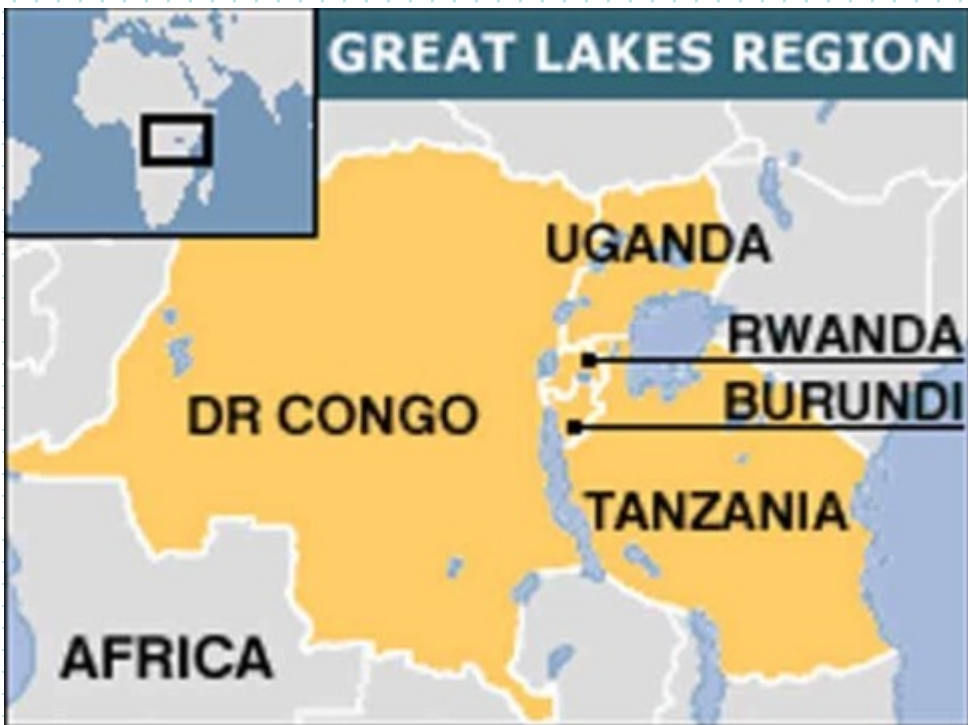 GREAT LAKES REGION
UGANDA
RWANDA
BURUNDI
DR CONGO
TANZANIA
AFRICA